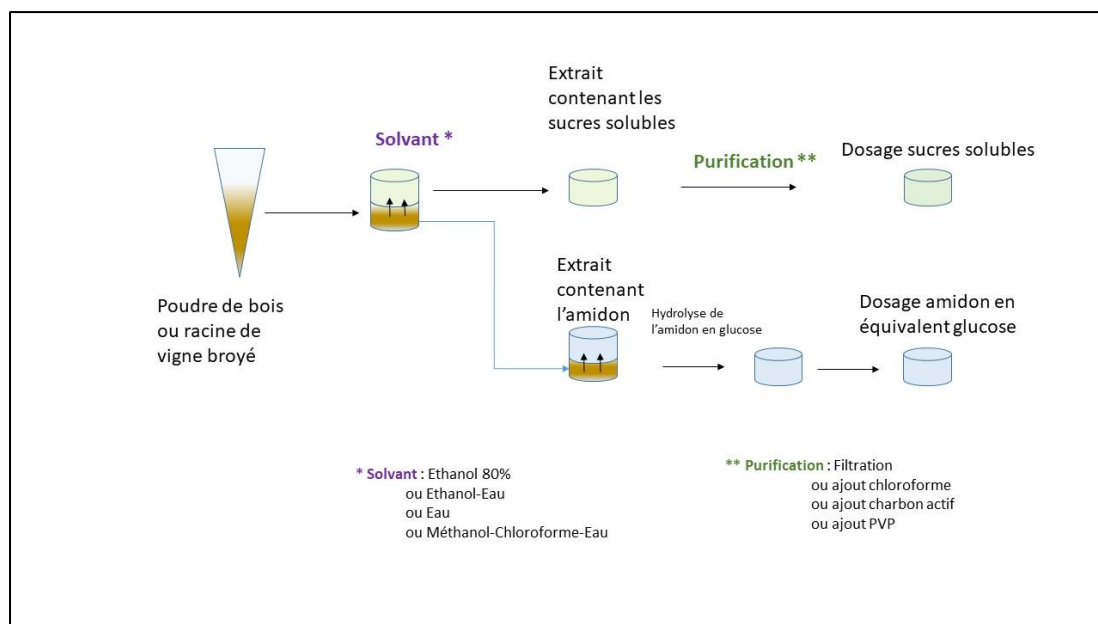 Extrait
contenant les
sucres solubles
Solvant *
Purification **
Dosage sucres solubles
Poudre de bois
ou racine de
vigne broyé
Extrait
contenant
l'amidon
Hydrolyse de
l'amidon en glucose
Dosage amidon en
équivalent glucose
* Solvant : Ethanol 80%
ou Ethanol-Eau
ou Eau
ou Méthanol-Chloroforme-Eau
** Purification : Filtration
ou ajout chloroforme
ou ajout charbon actif
ou ajout PVP